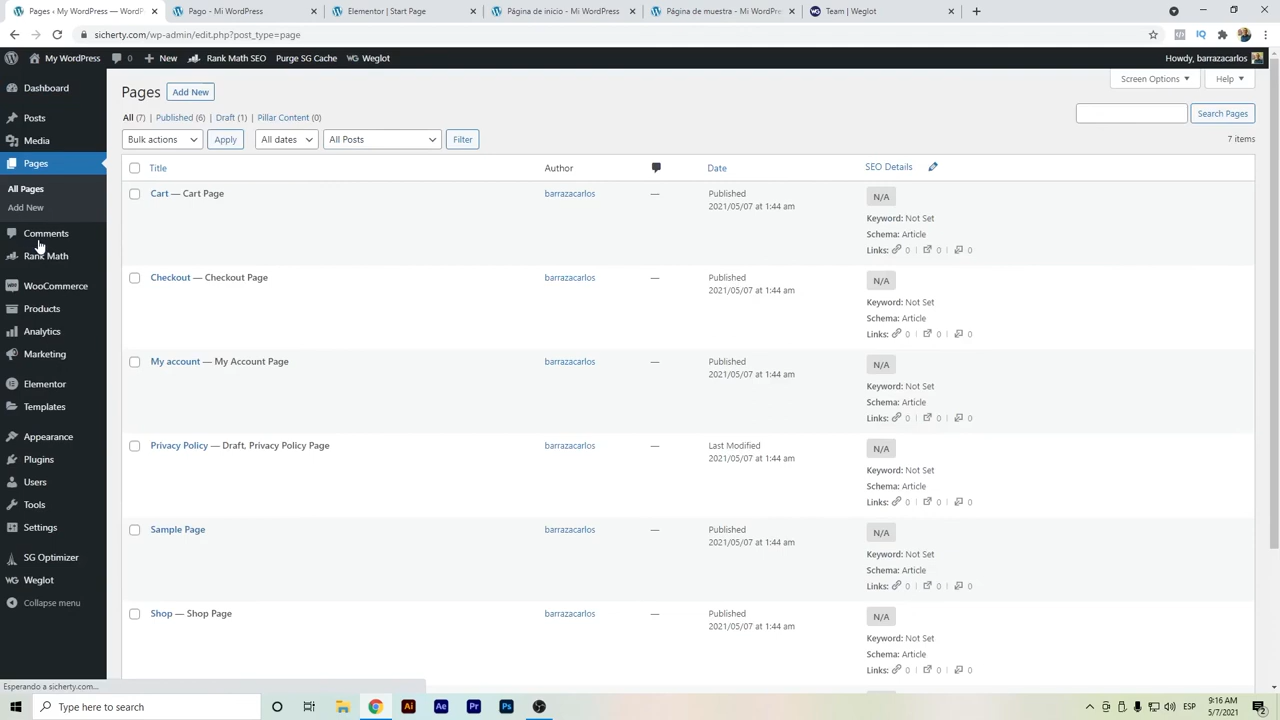 Pages ‹ My WordPress —
Pago - Mi WordPress
Elementor | Start Page
Página de inicio - Mi WordPress
Página de muestra - Mi WordPre
Team | Weglot
sicherty.com/wp-admin/edit.php?post_type=page
My WordPress
0
New
Rank Math SEO
Purge SG Cache
Weglot
Howdy, barrazacarlos
Dashboard
Posts
Media
Pages
All Pages
Add New
Comments
Rank Math
WooCommerce
Products
Analytics
Marketing
Elementor
Templates
Appearance
Plugins
Users
Tools
Settings
SG Optimizer
Weglot
Collapse menu
Pages Add New
Screen Options
Help
All (7) | Published (6) | Draft (1) | Pillar Content (0)
Search Pages
Bulk actions Apply All dates All Posts Filter
7 items
Title Author Date SEO Details
Cart — Cart Page barrazacarlos — Published N/A
2021/05/07 at 1:44 am
Keyword: Not Set
Schema: Article
Links: 0 | 0 | 0
Checkout — Checkout Page barrazacarlos — Published N/A
2021/05/07 at 1:44 am
Keyword: Not Set
Schema: Article
Links: 0 | 0 | 0
My account — My Account Page barrazacarlos — Published N/A
2021/05/07 at 1:44 am
Keyword: Not Set
Schema: Article
Links: 0 | 0 | 0
Privacy Policy — Draft, Privacy Policy Page barrazacarlos — Last Modified N/A
2021/05/07 at 1:44 am
Keyword: Not Set
Schema: Article
Links: 0 | 0 | 0
Sample Page barrazacarlos — Published N/A
2021/05/07 at 1:44 am
Keyword: Not Set
Schema: Article
Links: 0 | 0 | 0
Shop — Shop Page barrazacarlos — Published N/A
2021/05/07 at 1:44 am
Keyword: Not Set
Schema: Article
Links: 0 | 0 | 0
Esperando a sicherty.com...
Type here to search
Ai
Ae
Pr
Ps
ESP
9:16 AM
5/7/2021
2